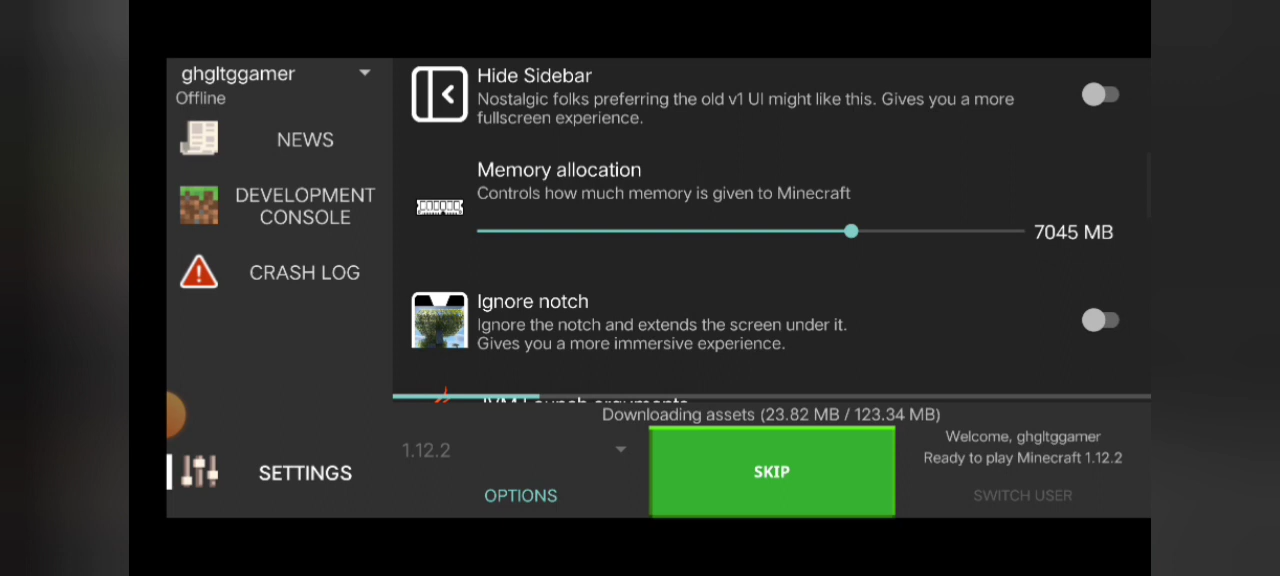 ghgltggamer
Offline
NEWS
DEVELOPMENT
CONSOLE
CRASH LOG
SETTINGS
Hide Sidebar
Nostalgic folks preferring the old v1 UI might like this. Gives you a more
fullscreen experience.
Memory allocation
Controls how much memory is given to Minecraft
7045 MB
Ignore notch
Ignore the notch and extends the screen under it.
Gives you a more immersive experience.
JVM Launch arguments
Downloading assets (23.82 MB / 123.34 MB)
1.12.2
OPTIONS
SKIP
Welcome, ghgltggamer
Ready to play Minecraft 1.12.2
SWITCH USER